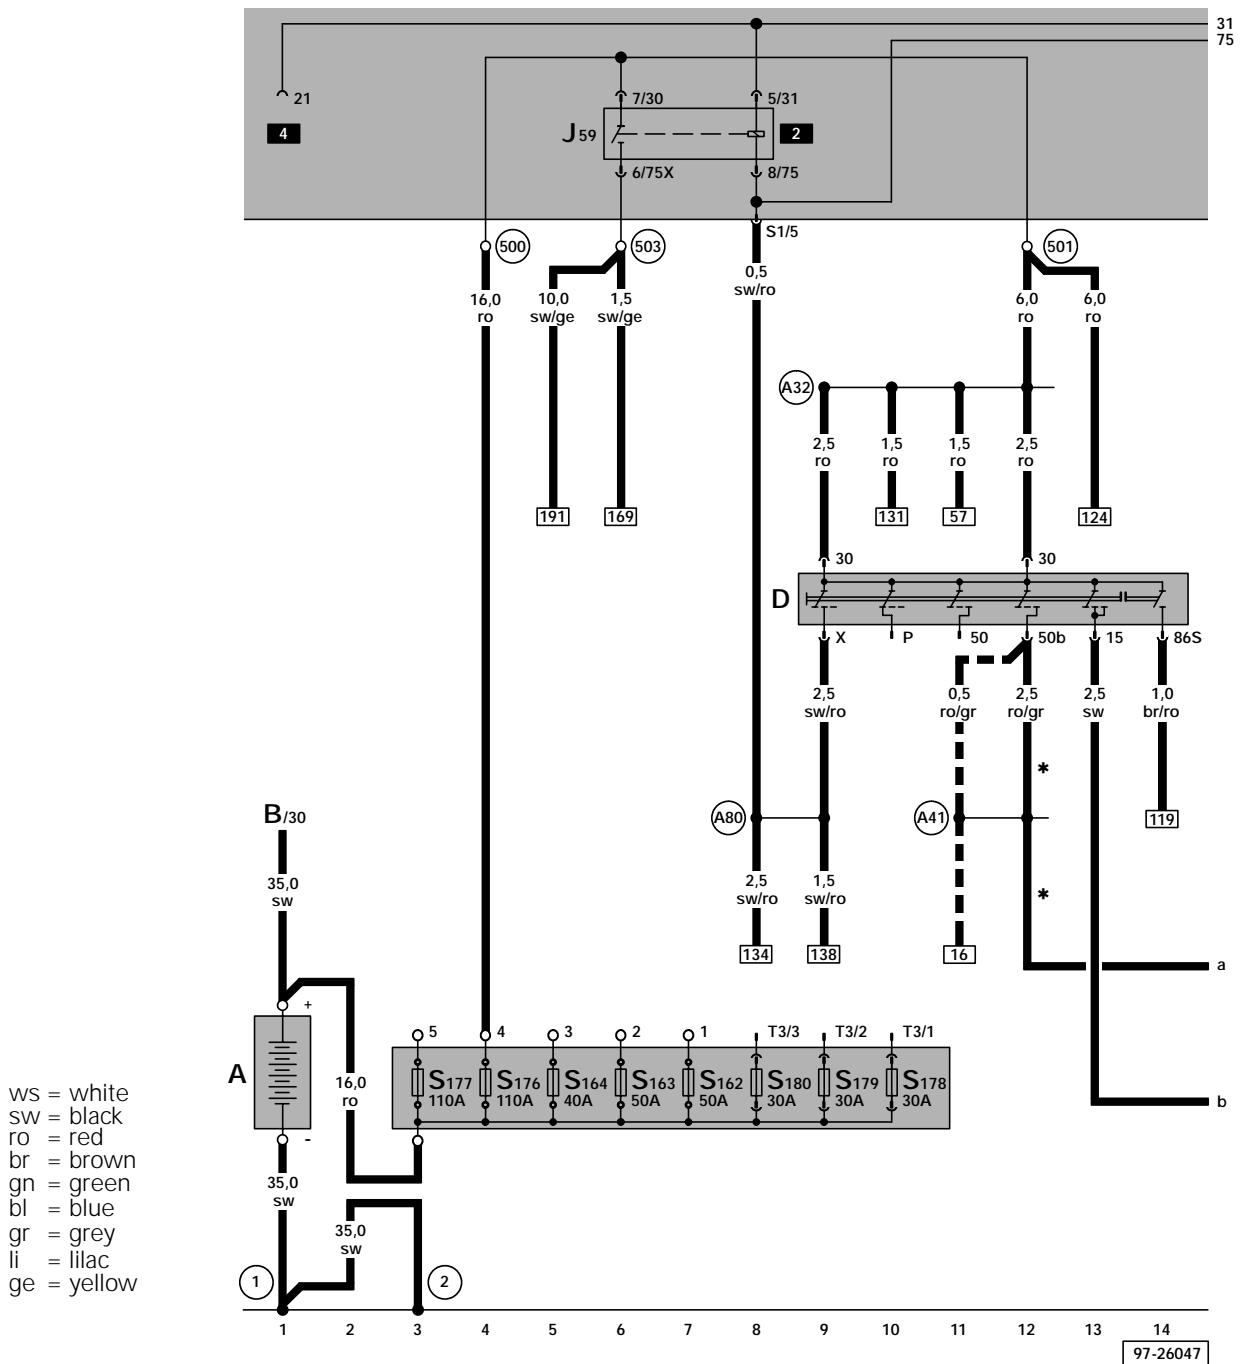 31
75
21
7/30
5/31
4
J59
2
6/75X
8/75
S1/5
500
503
501
0,5
sw/ro
16,0
ro
10,0
sw/ge
1,5
sw/ge
6,0
ro
6,0
ro
A32
2,5
ro
1,5
ro
1,5
ro
2,5
ro
191
169
131
57
124
30
30
D
X
P
50
50b
15
86S
2,5
sw/ro
0,5
ro/gr
2,5
ro/gr
2,5
sw
1,0
br/ro
*
B/30
A80
A41
119
35,0
sw
2,5
sw/ro
1,5
sw/ro
*
134
138
16
a
+
5
4
3
2
1
T3/3
T3/2
T3/1
A
16,0
ro
S177
110A
S176
110A
S164
40A
S163
50A
S162
50A
S180
30A
S179
30A
S178
30A
b
-
ws = white
sw = black
ro = red
br = brown
gn = green
bl = blue
gr = grey
li = lilac
ge = yellow
35,0
sw
35,0
sw
1
2
1 2 3 4 5 6 7 8 9 10 11 12 13 14
97-26047